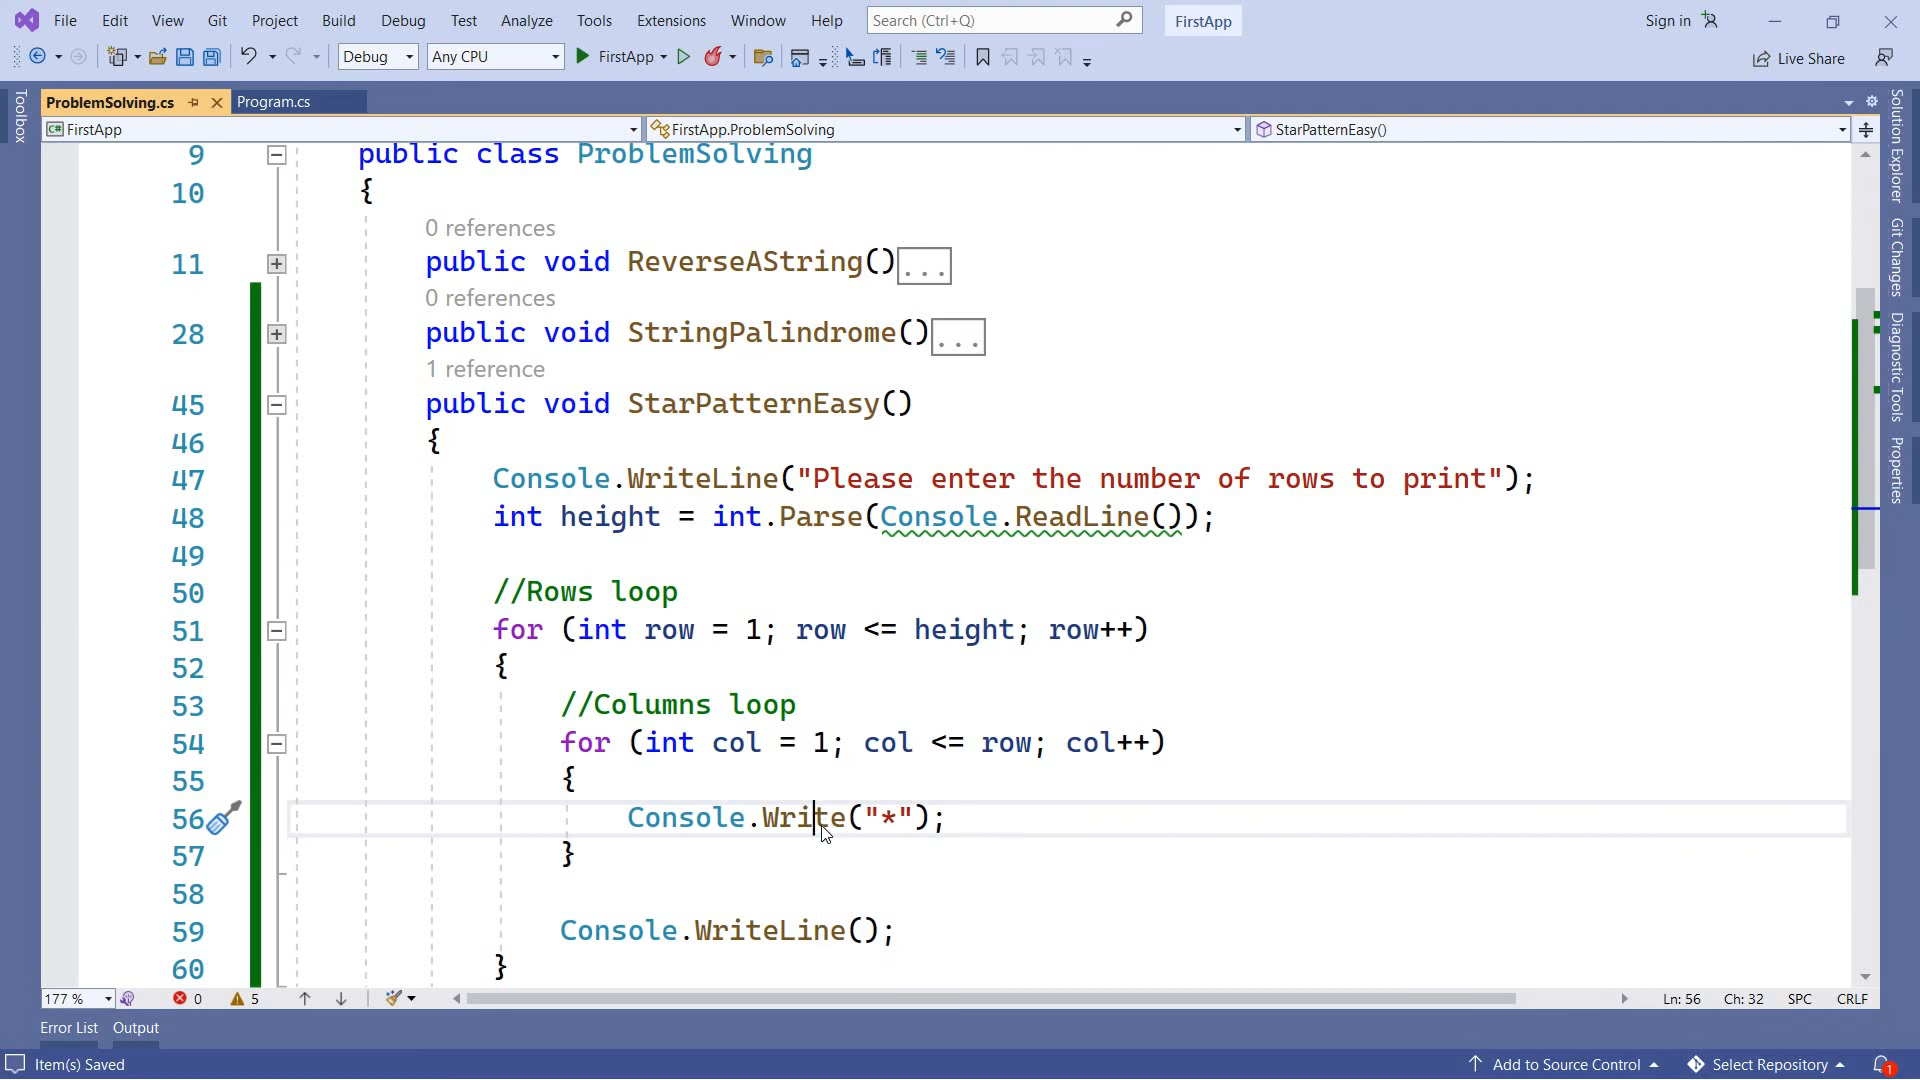 File Edit View Git Project Build Debug Test Analyze Tools Extensions Window Help Search (Ctrl+Q) FirstApp Sign in
Debug Any CPU FirstApp Live Share
Toolbox
ProblemSolving.cs Program.cs
FirstApp FirstApp.ProblemSolving StarPatternEasy()
9 public class ProblemSolving
10 {
0 references
11 public void ReverseAString()...
0 references
28 public void StringPalindrome()...
1 reference
45 public void StarPatternEasy()
46 {
47 Console.WriteLine("Please enter the number of rows to print");
48 int height = int.Parse(Console.ReadLine());
49
50 //Rows loop
51 for (int row = 1; row <= height; row++)
52 {
53 //Columns loop
54 for (int col = 1; col <= row; col++)
55 {
56 Console.Write("*");
57 }
58
59 Console.WriteLine();
60 }
Solution Explorer
Git Changes
Diagnostic Tools
Properties
177 % 0 5 Ln: 56 Ch: 32 SPC CRLF
Error List Output
Item(s) Saved Add to Source Control Select Repository 1